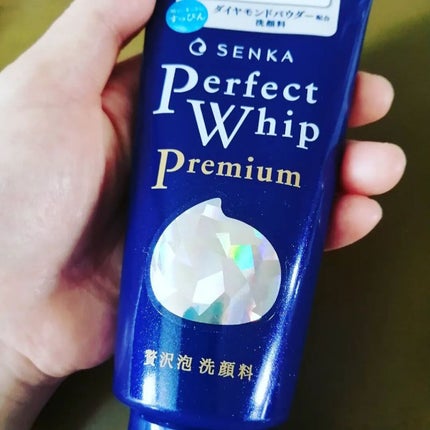 すっぴん
ダイヤモンドパウダー配合
洗顔料
SENKA
Perfect
Whip
Premium
贅沢泡 洗顔料